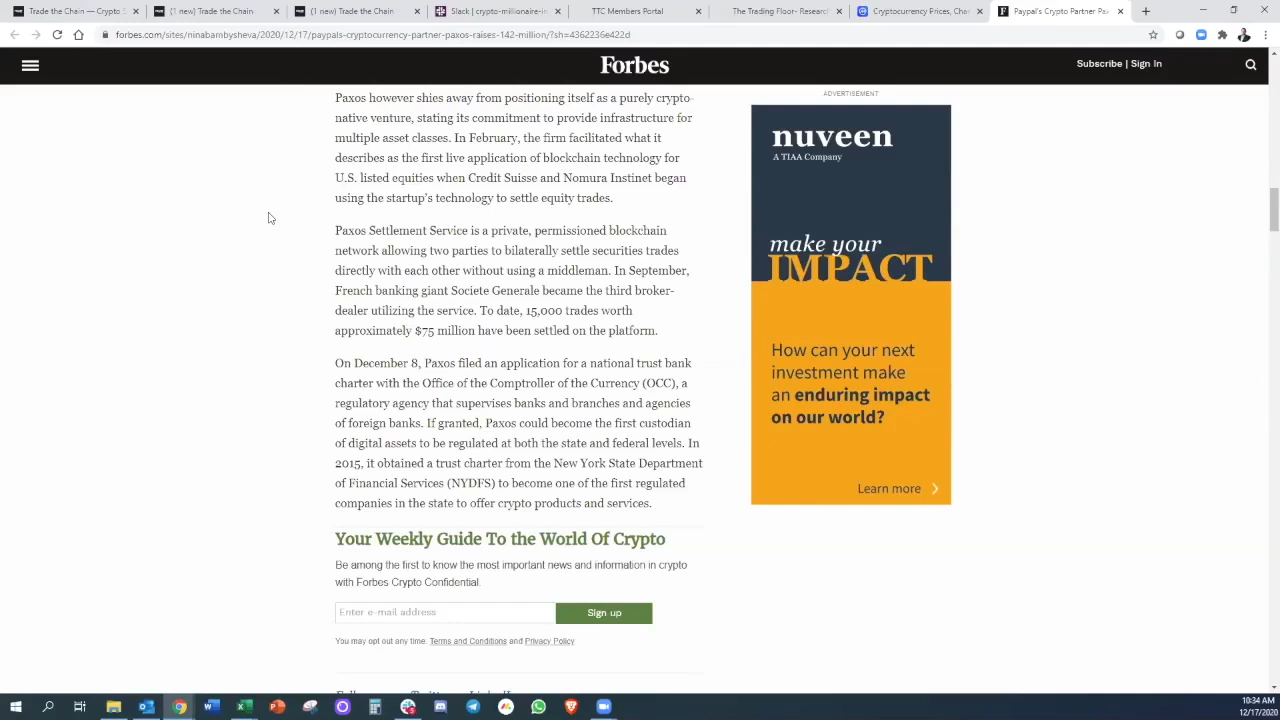 (1) Trade the Chain
(1) New) Trade the Chain
(1) New) Trade the Chain
Slack | crypto-millionaire-in
TTC Members Portal
The Trading Floor- Research
Cryptocurrency Prices, Cha
Paypal's Crypto Partner Pax
forbes.com/sites/ninabambysheva/2020/12/17/paypals-cryptocurrency-partner-paxos-raises-142-million/?sh=4362236e422d
Forbes
Subscribe | Sign In
Paxos however shies away from positioning itself as a purely crypto-
native venture, stating its commitment to provide infrastructure for
multiple asset classes. In February, the firm facilitated what it
describes as the first live application of blockchain technology for
U.S. listed equities when Credit Suisse and Nomura Instinet began
using the startup's technology to settle equity trades.
Paxos Settlement Service is a private, permissioned blockchain
network allowing two parties to bilaterally settle securities trades
directly with each other without using a middleman. In September,
French banking giant Societe Generale became the third broker-
dealer utilizing the service. To date, 15,000 trades worth
approximately $75 million have been settled on the platform.
On December 8, Paxos filed an application for a national trust bank
charter with the Office of the Comptroller of the Currency (OCC), a
regulatory agency that supervises banks and branches and agencies
of foreign banks. If granted, Paxos could become the first custodian
of digital assets to be regulated at both the state and federal levels. In
2015, it obtained a trust charter from the New York State Department
of Financial Services (NYDFS) to become one of the first regulated
companies in the state to offer crypto products and services.
Your Weekly Guide To the World Of Crypto
Be among the first to know the most important news and information in crypto
with Forbes Crypto Confidential.
Enter e-mail address
Sign up
You may opt out any time. Terms and Conditions and Privacy Policy
ADVERTISEMENT
nuveen
A TIAA Company
make your
IMPACT
How can your next
investment make
an enduring impact
on our world?
Learn more
10:34 AM
12/17/2020